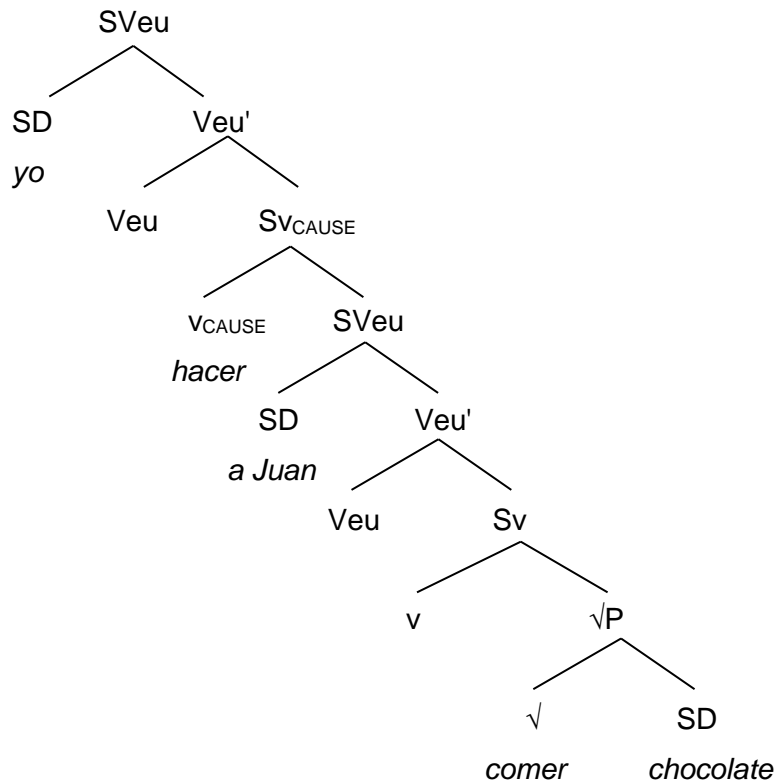 SVeu
SD Veu'
yo
Veu SvCAUSE
vCAUSE SVeu
hacer
SD Veu'
a Juan
Veu Sv
v √P
√ SD
comer chocolate